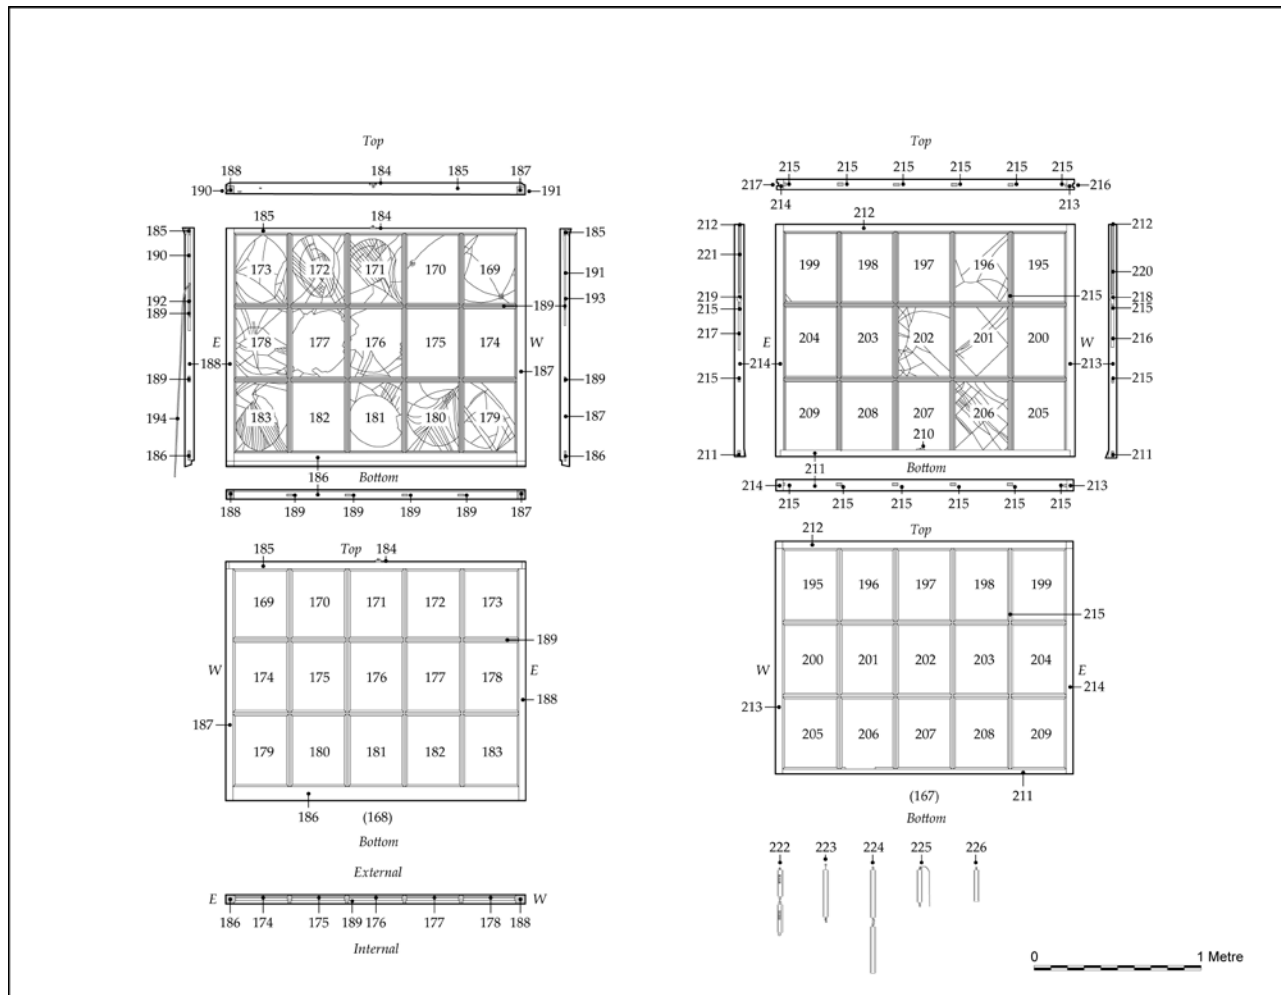 Top
188 184 185 187
190 191
185 184
185 190 192 189 188 194 186
E
173 172 171 170 169
189
178 177 176 175 174
W
187
183 182 181 180 179
185 191 193 189 187 186
186
Bottom
188 189 189 189 189 187
185 Top 184
169 170 171 172 173
189
W 174 175 176 177 178 E
188
187
179 180 181 182 183
186 (168)
Bottom
External
E W
186 174 175 189 176 177 178 188
Internal
Top
215 215 215 215 215 215
217 216
214 213
212
212 221 219 215 217 214 215 211
E
199 198 197 196 195
215
204 203 202 201 200
W
209 208 207 206 205
210
212 220 218 215 216 213 215 211
211 Bottom
214 213
215 215 215 215 215 215
212 Top
195 196 197 198 199
215
W 200 201 202 203 204 E
214
213
205 206 207 208 209
(167) 211
Bottom
222 223 224 225 226
0 1 Metre